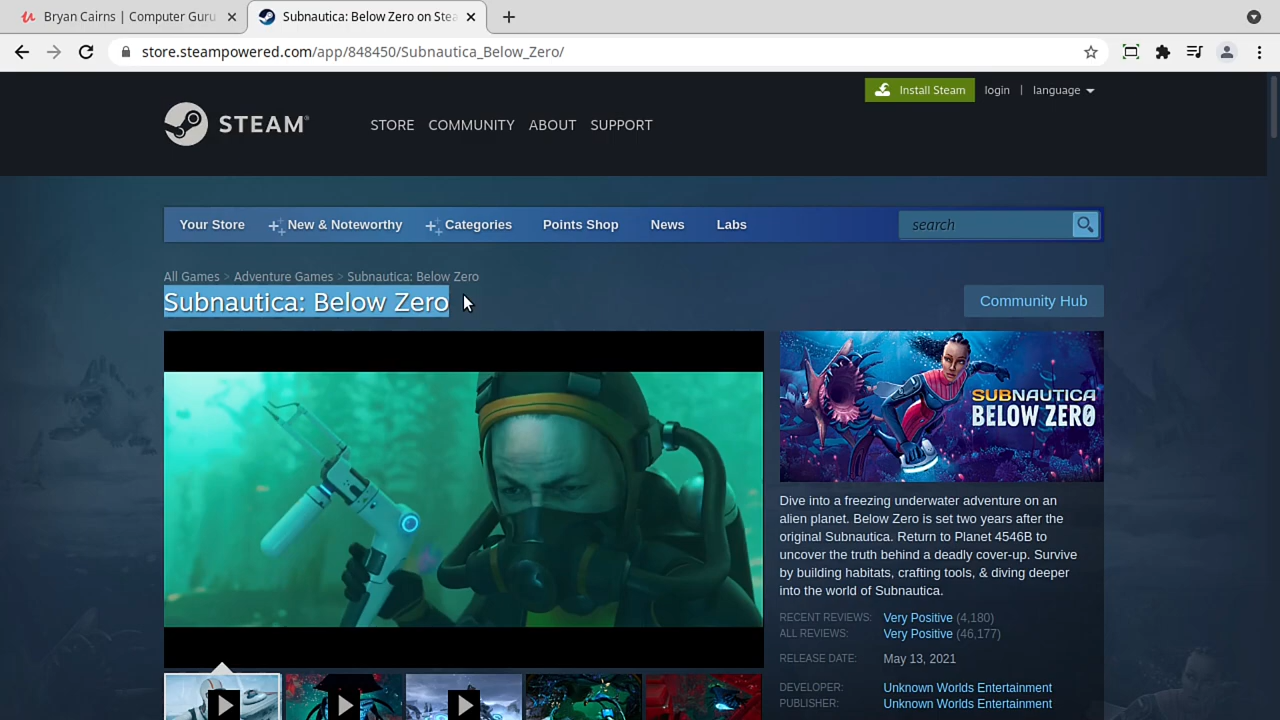 Bryan Cairns | Computer Guru
Subnautica: Below Zero on Stea
store.steampowered.com/app/848450/Subnautica_Below_Zero/
Install Steam
login | language
STEAM®
STORE COMMUNITY ABOUT SUPPORT
Your Store New & Noteworthy Categories Points Shop News Labs
search
All Games > Adventure Games > Subnautica: Below Zero
Subnautica: Below Zero
Community Hub
SUBNAUTICA
BELOW ZERO
Dive into a freezing underwater adventure on an
alien planet. Below Zero is set two years after the
original Subnautica. Return to Planet 4546B to
uncover the truth behind a deadly cover-up. Survive
by building habitats, crafting tools, & diving deeper
into the world of Subnautica.
RECENT REVIEWS: Very Positive (4,180)
ALL REVIEWS: Very Positive (46,177)
RELEASE DATE: May 13, 2021
DEVELOPER: Unknown Worlds Entertainment
PUBLISHER: Unknown Worlds Entertainment